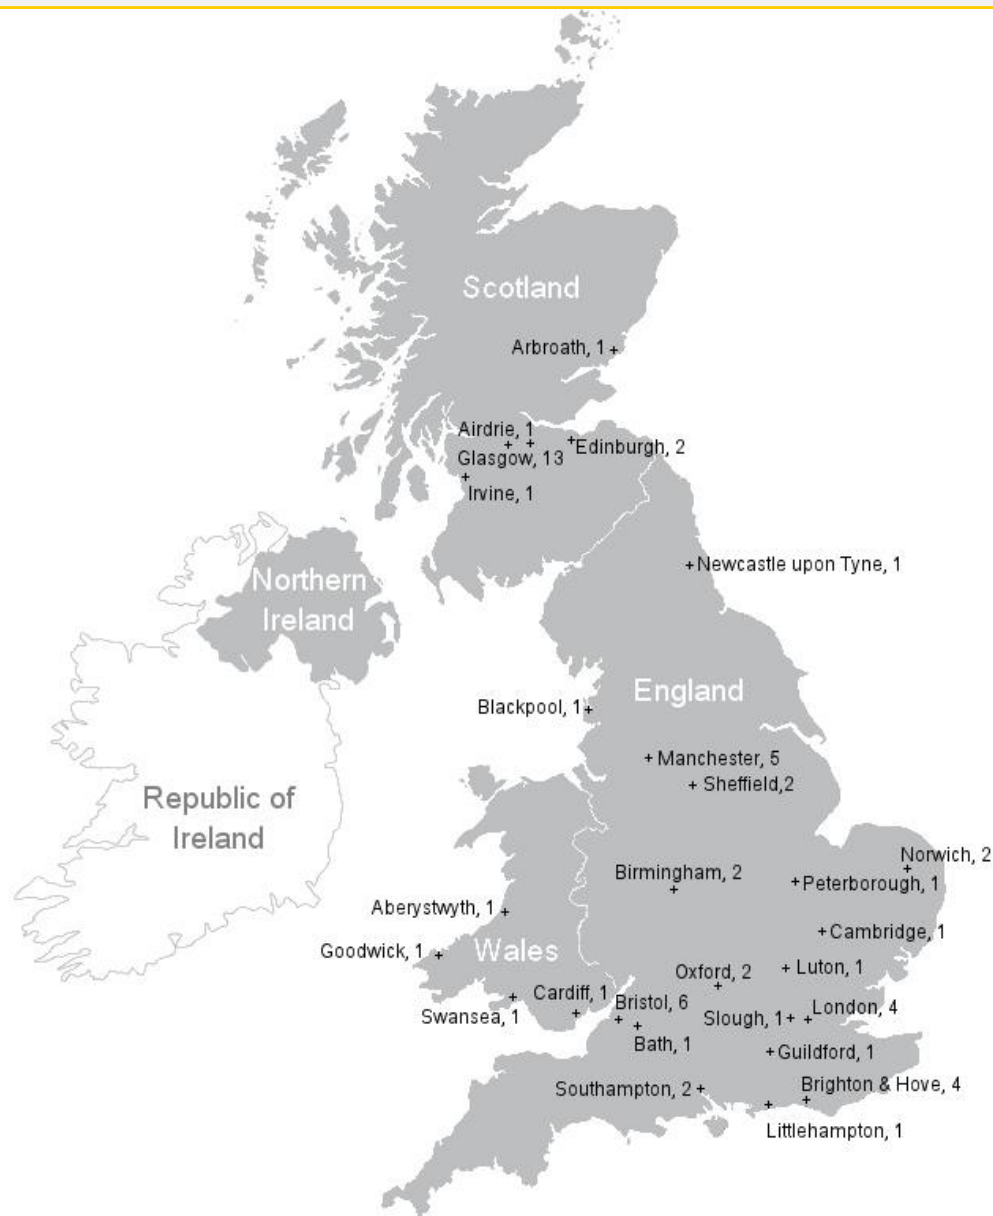 Scotland
Arbroath, 1
Airdrie, 1
Edinburgh, 2
Glasgow, 13
Irvine, 1
Newcastle upon Tyne, 1
Northern
Ireland
England
Blackpool, 1
Manchester, 5
Sheffield,2
Republic of
Ireland
Norwich, 2
Birmingham, 2
Peterborough, 1
Aberystwyth, 1
Cambridge, 1
Goodwick, 1
Wales
Luton, 1
Oxford, 2
Cardiff, 1
Bristol, 6
London, 4
Swansea, 1
Slough, 1
Bath, 1
Guildford, 1
Southampton, 2
Brighton & Hove, 4
Littlehampton, 1